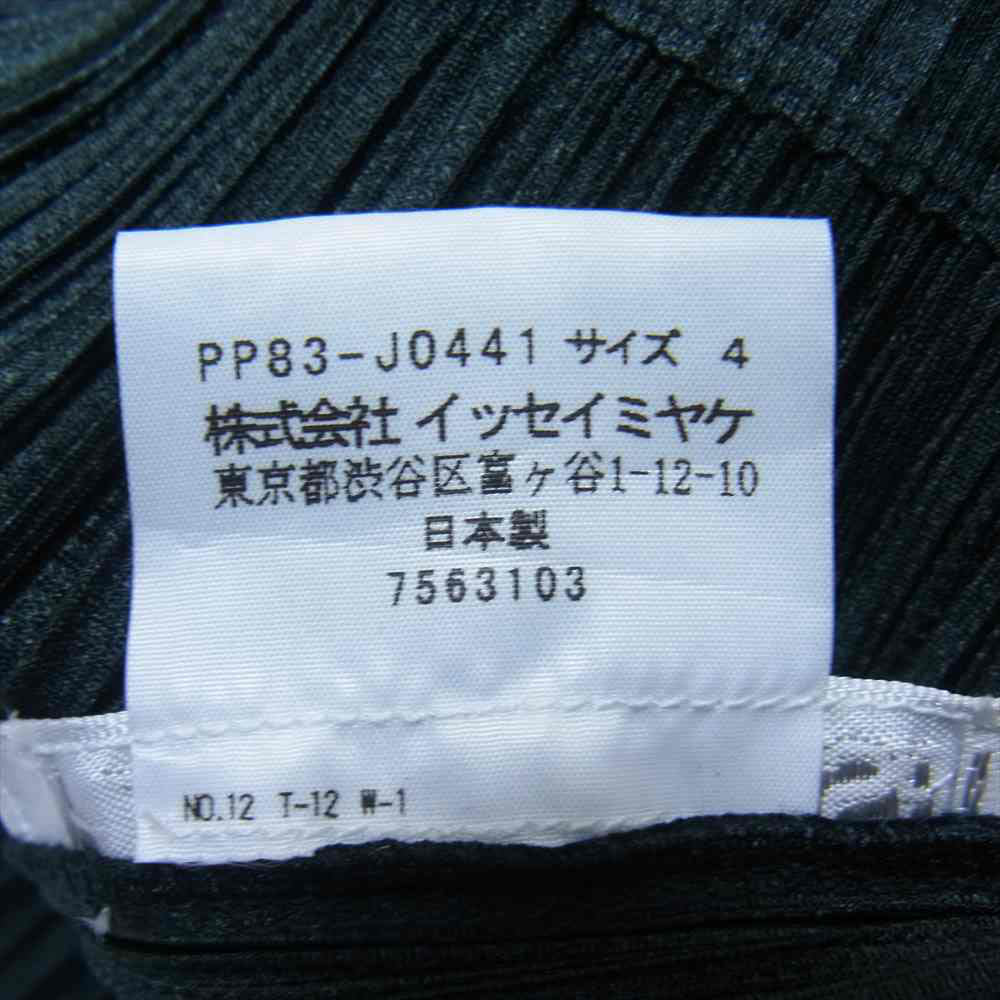 PP83-J0441 サイズ 4
株式会社 イッセイミヤケ
東京都渋谷区富ヶ谷1-12-10
日本製
7563103
NO.12 T-12 W-1